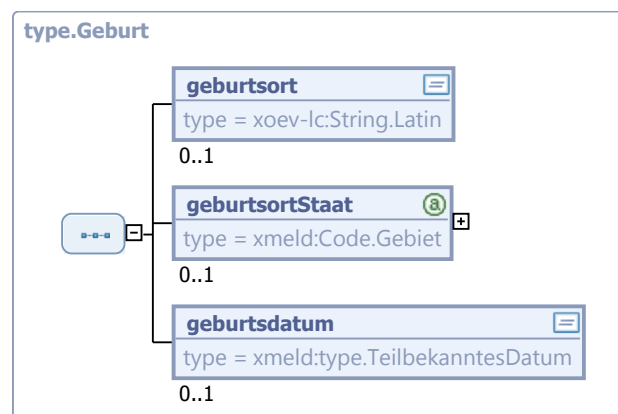 type.Geburt
geburtsort
type = xoev-lc:String.Latin
0..1
geburtsortStaat
type = xmeld:Code.Gebiet
0..1
geburtsdatum
type = xmeld:type.TeilbekanntesDatum
0..1